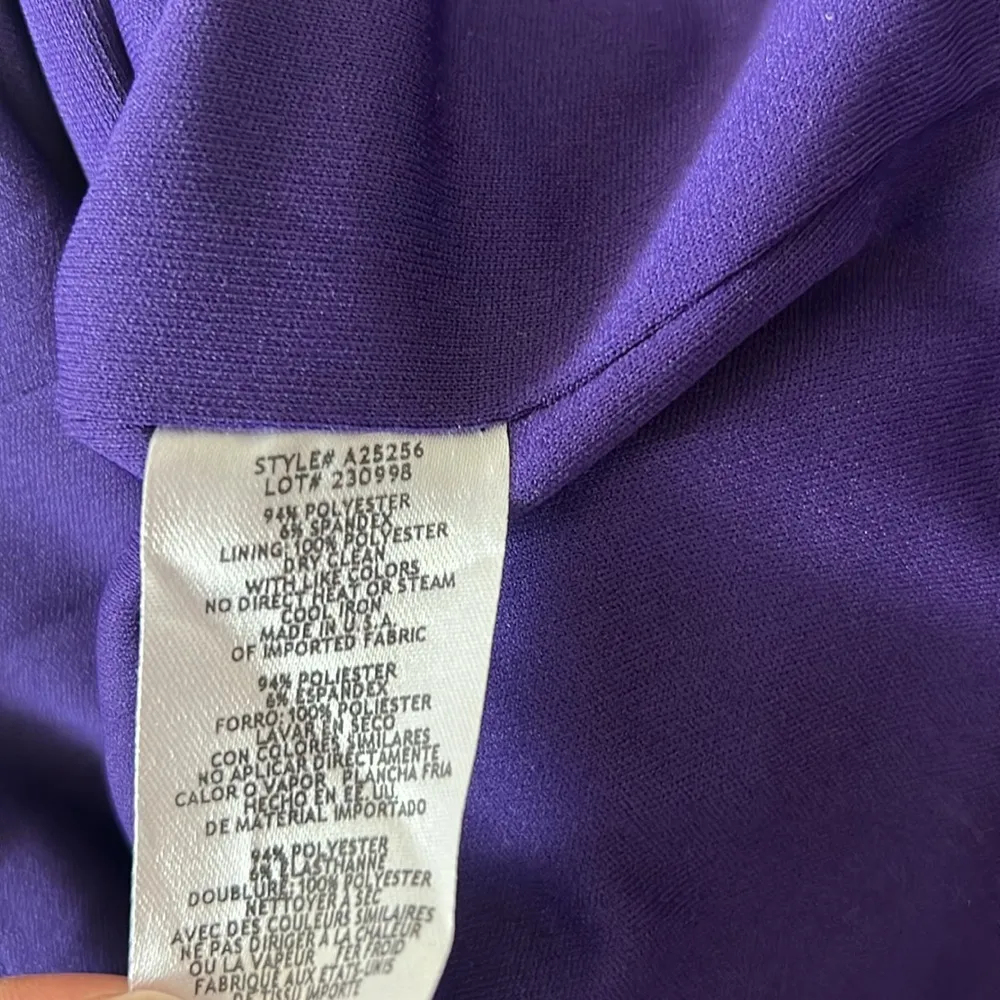 STYLE# A25256
LOT# 230998
94% POLYESTER
6% SPANDEX
LINING: 100% POLYESTER
DRY CLEAN
WITH LIKE COLORS
NO DIRECT HEAT OR STEAM
COOL IRON
MADE IN U.S.A.
OF IMPORTED FABRIC
94% POLIESTER
6% ESPANDEX
FORRO: 100% POLIESTER
LAVAR EN SECO
CON COLORES SIMILARES
NO APLICAR DIRECTAMENTE
CALOR O VAPOR PLANCHA FRIA
HECHO EN EE.UU.
DE MATERIAL IMPORTADO
94% POLYESTER
6% ELASTHANNE
DOUBLURE: 100% POLYESTER
NETTOYER A SEC
AVEC DES COULEURS SIMILAIRES
NE PAS DIRIGER A LA CHALEUR
OU LA VAPEUR FER FROID
FABRIQUE AUX ETATS-UNIS
DE TISSU IMPORTE